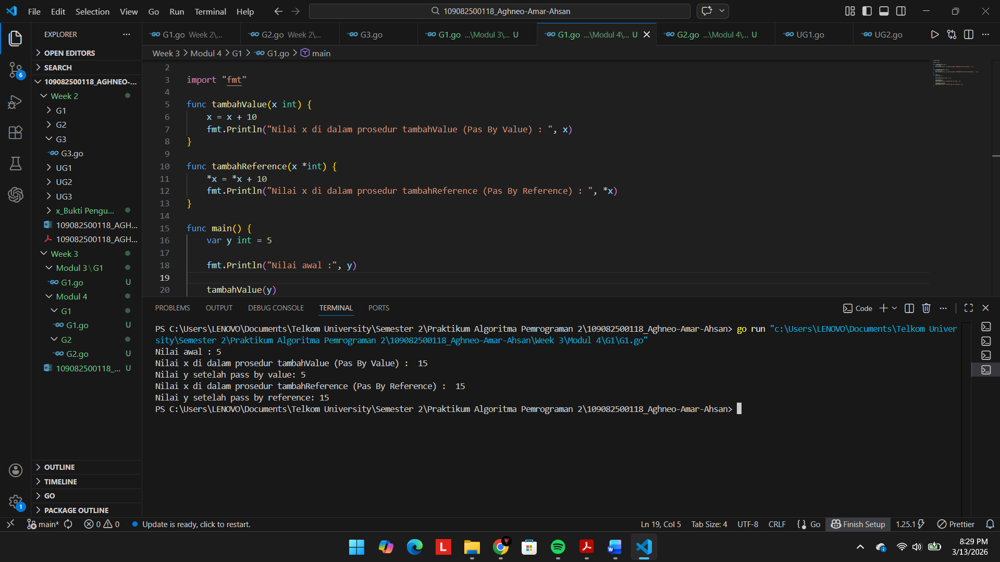 File Edit Selection View Go Run Terminal Help
109082500118_Aghneo-Amar-Ahsan
EXPLORER
G1.go Week 2\...
G2.go Week 2\...
G3.go
G1.go ...\Modul 3\... U
G1.go ...\Modul 4\... U
G2.go ...\Modul 4\... U
UG1.go
UG2.go
Week 3 > Modul 4 > G1 > G1.go > main
OPEN EDITORS
SEARCH
109082500118_AGHNEO-...
Week 2
G1
G2
G3
G3.go
UG1
UG2
UG3
x_Bukti Pengu...
109082500118_AGH...
109082500118_AGH...
Week 3
Modul 3\G1
G1.go U
Modul 4
G1
G1.go U
G2
G2.go U
109082500118_... U
OUTLINE
TIMELINE
GO
PACKAGE OUTLINE
6
1
2
3 import "fmt"
4
5 func tambahValue(x int) {
6 x = x + 10
7 fmt.Println("Nilai x di dalam prosedur tambahValue (Pas By Value) : ", x)
8 }
9
10 func tambahReference(x *int) {
11 *x = *x + 10
12 fmt.Println("Nilai x di dalam prosedur tambahReference (Pas By Reference) : ", *x)
13 }
14
15 func main() {
16 var y int = 5
17
18 fmt.Println("Nilai awal :", y)
19
20 tambahValue(y)
PROBLEMS OUTPUT DEBUG CONSOLE TERMINAL PORTS
Code
PS C:\Users\LENOVO\Documents\Telkom University\Semester 2\Praktikum Algoritma Pemrograman 2\109082500118_Aghneo-Amar-Ahsan> go run "c:\Users\LENOVO\Documents\Telkom Univer
sity\Semester 2\Praktikum Algoritma Pemrograman 2\109082500118_Aghneo-Amar-Ahsan\Week 3\Modul 4\G1\G1.go"
Nilai awal : 5
Nilai x di dalam prosedur tambahValue (Pas By Value) :  15
Nilai y setelah pass by value: 5
Nilai x di dalam prosedur tambahReference (Pas By Reference) :  15
Nilai y setelah pass by reference: 15
PS C:\Users\LENOVO\Documents\Telkom University\Semester 2\Praktikum Algoritma Pemrograman 2\109082500118_Aghneo-Amar-Ahsan>
main* 0 0 Update is ready, click to restart.
Ln 19, Col 5 Tab Size: 4 UTF-8 CRLF Go Finish Setup 1.25.1 Prettier
8:29 PM
3/13/2026